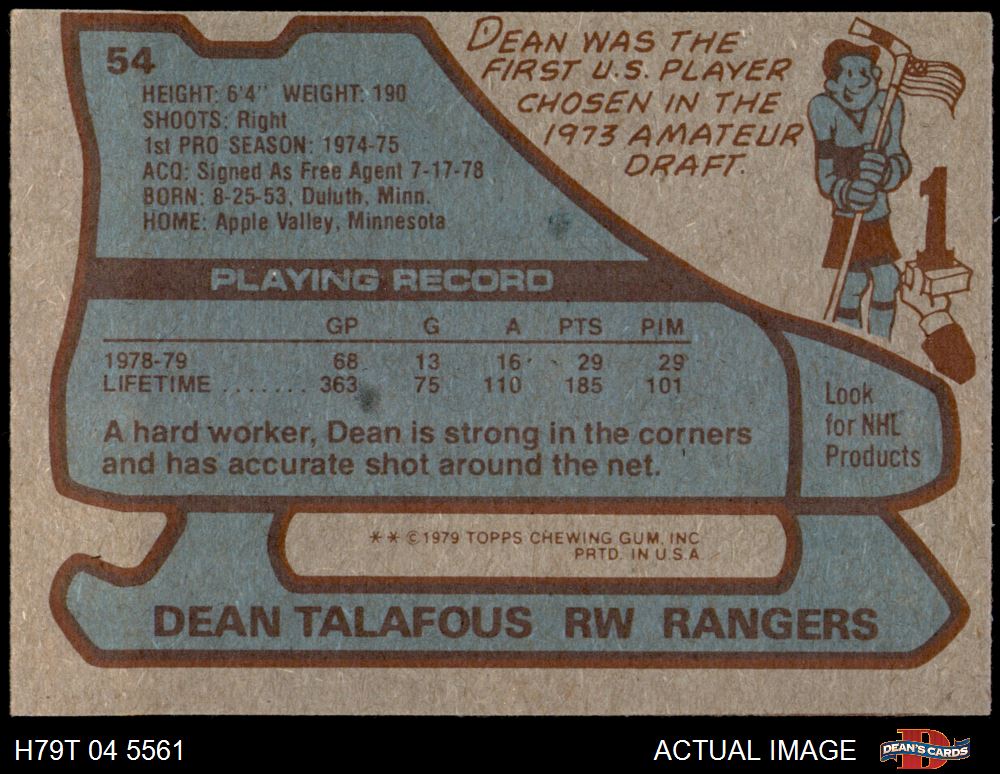 54
HEIGHT: 6'4" WEIGHT: 190
SHOOTS: Right
1st PRO SEASON: 1974-75
ACQ: Signed As Free Agent 7-17-78
BORN: 8-25-53, Duluth, Minn.
HOME: Apple Valley, Minnesota
DEAN WAS THE
FIRST U.S. PLAYER
CHOSEN IN THE
1973 AMATEUR
DRAFT.
1
PLAYING RECORD
GP G A PTS PIM
1978-79 68 13 16 29 29
LIFETIME ....... 363 75 110 185 101
A hard worker, Dean is strong in the corners
and has accurate shot around the net.
Look
for NHL
Products
** © 1979 TOPPS CHEWING GUM, INC
PRTD. IN U.S.A
DEAN TALAFOUS RW RANGERS
H79T 04 5561
ACTUAL IMAGE
D
DEAN'S CARDS